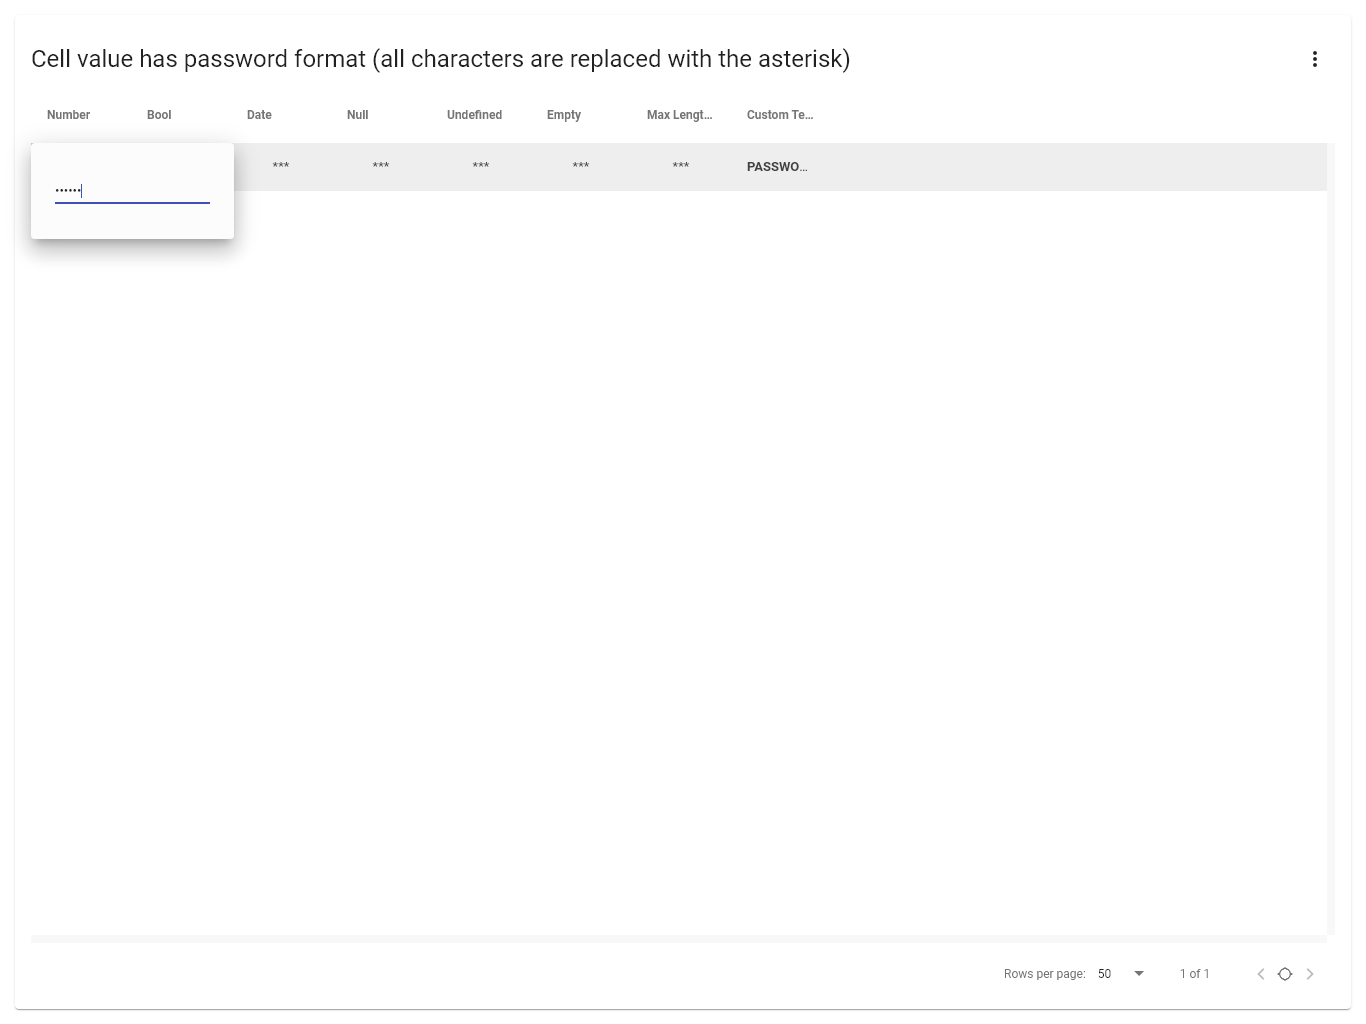 Cell value has password format (all characters are replaced with the asterisk)
Number Bool Date Null Undefined Empty Max Lengt… Custom Te…
*** *** *** *** *** PASSWO…
••••••
Rows per page: 50 1 of 1